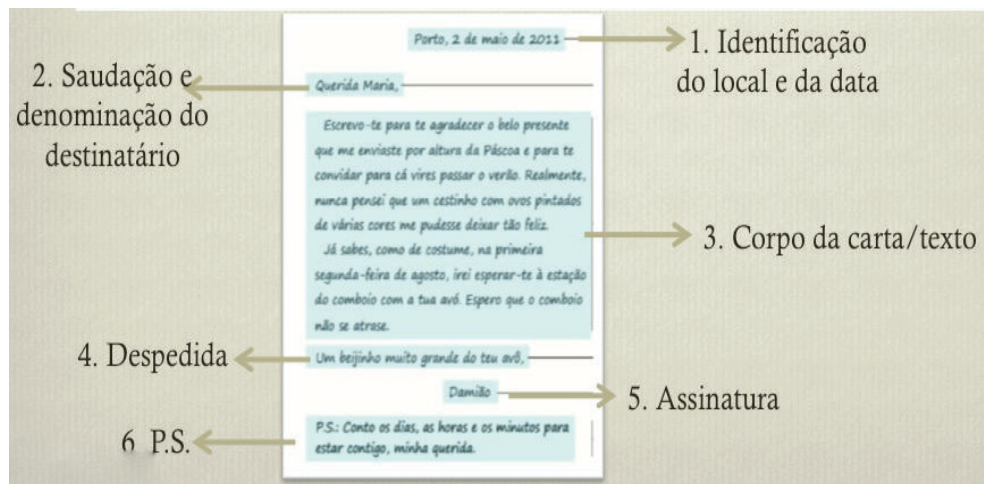 Porto, 2 de maio de 2011
1. Identificação
do local e da data
2. Saudação e
denominação do
destinatário
Querida Maria,
Escrevo-te para te agradecer o belo presente
que me enviaste por altura da Páscoa e para te
convidar para cá vires passar o verão. Realmente,
nunca pensei que um cestinho com ovos pintados
de várias cores me pudesse deixar tão feliz.
Já sabes, como de costume, na primeira
segunda-feira de agosto, irei esperar-te à estação
do comboio com a tua avó. Espero que o comboio
não se atrase.
3. Corpo da carta/texto
4. Despedida
Um beijinho muito grande do teu avô,
Damião
5. Assinatura
6 P.S.
P.S.: Conto os dias, as horas e os minutos para
estar contigo, minha querida.